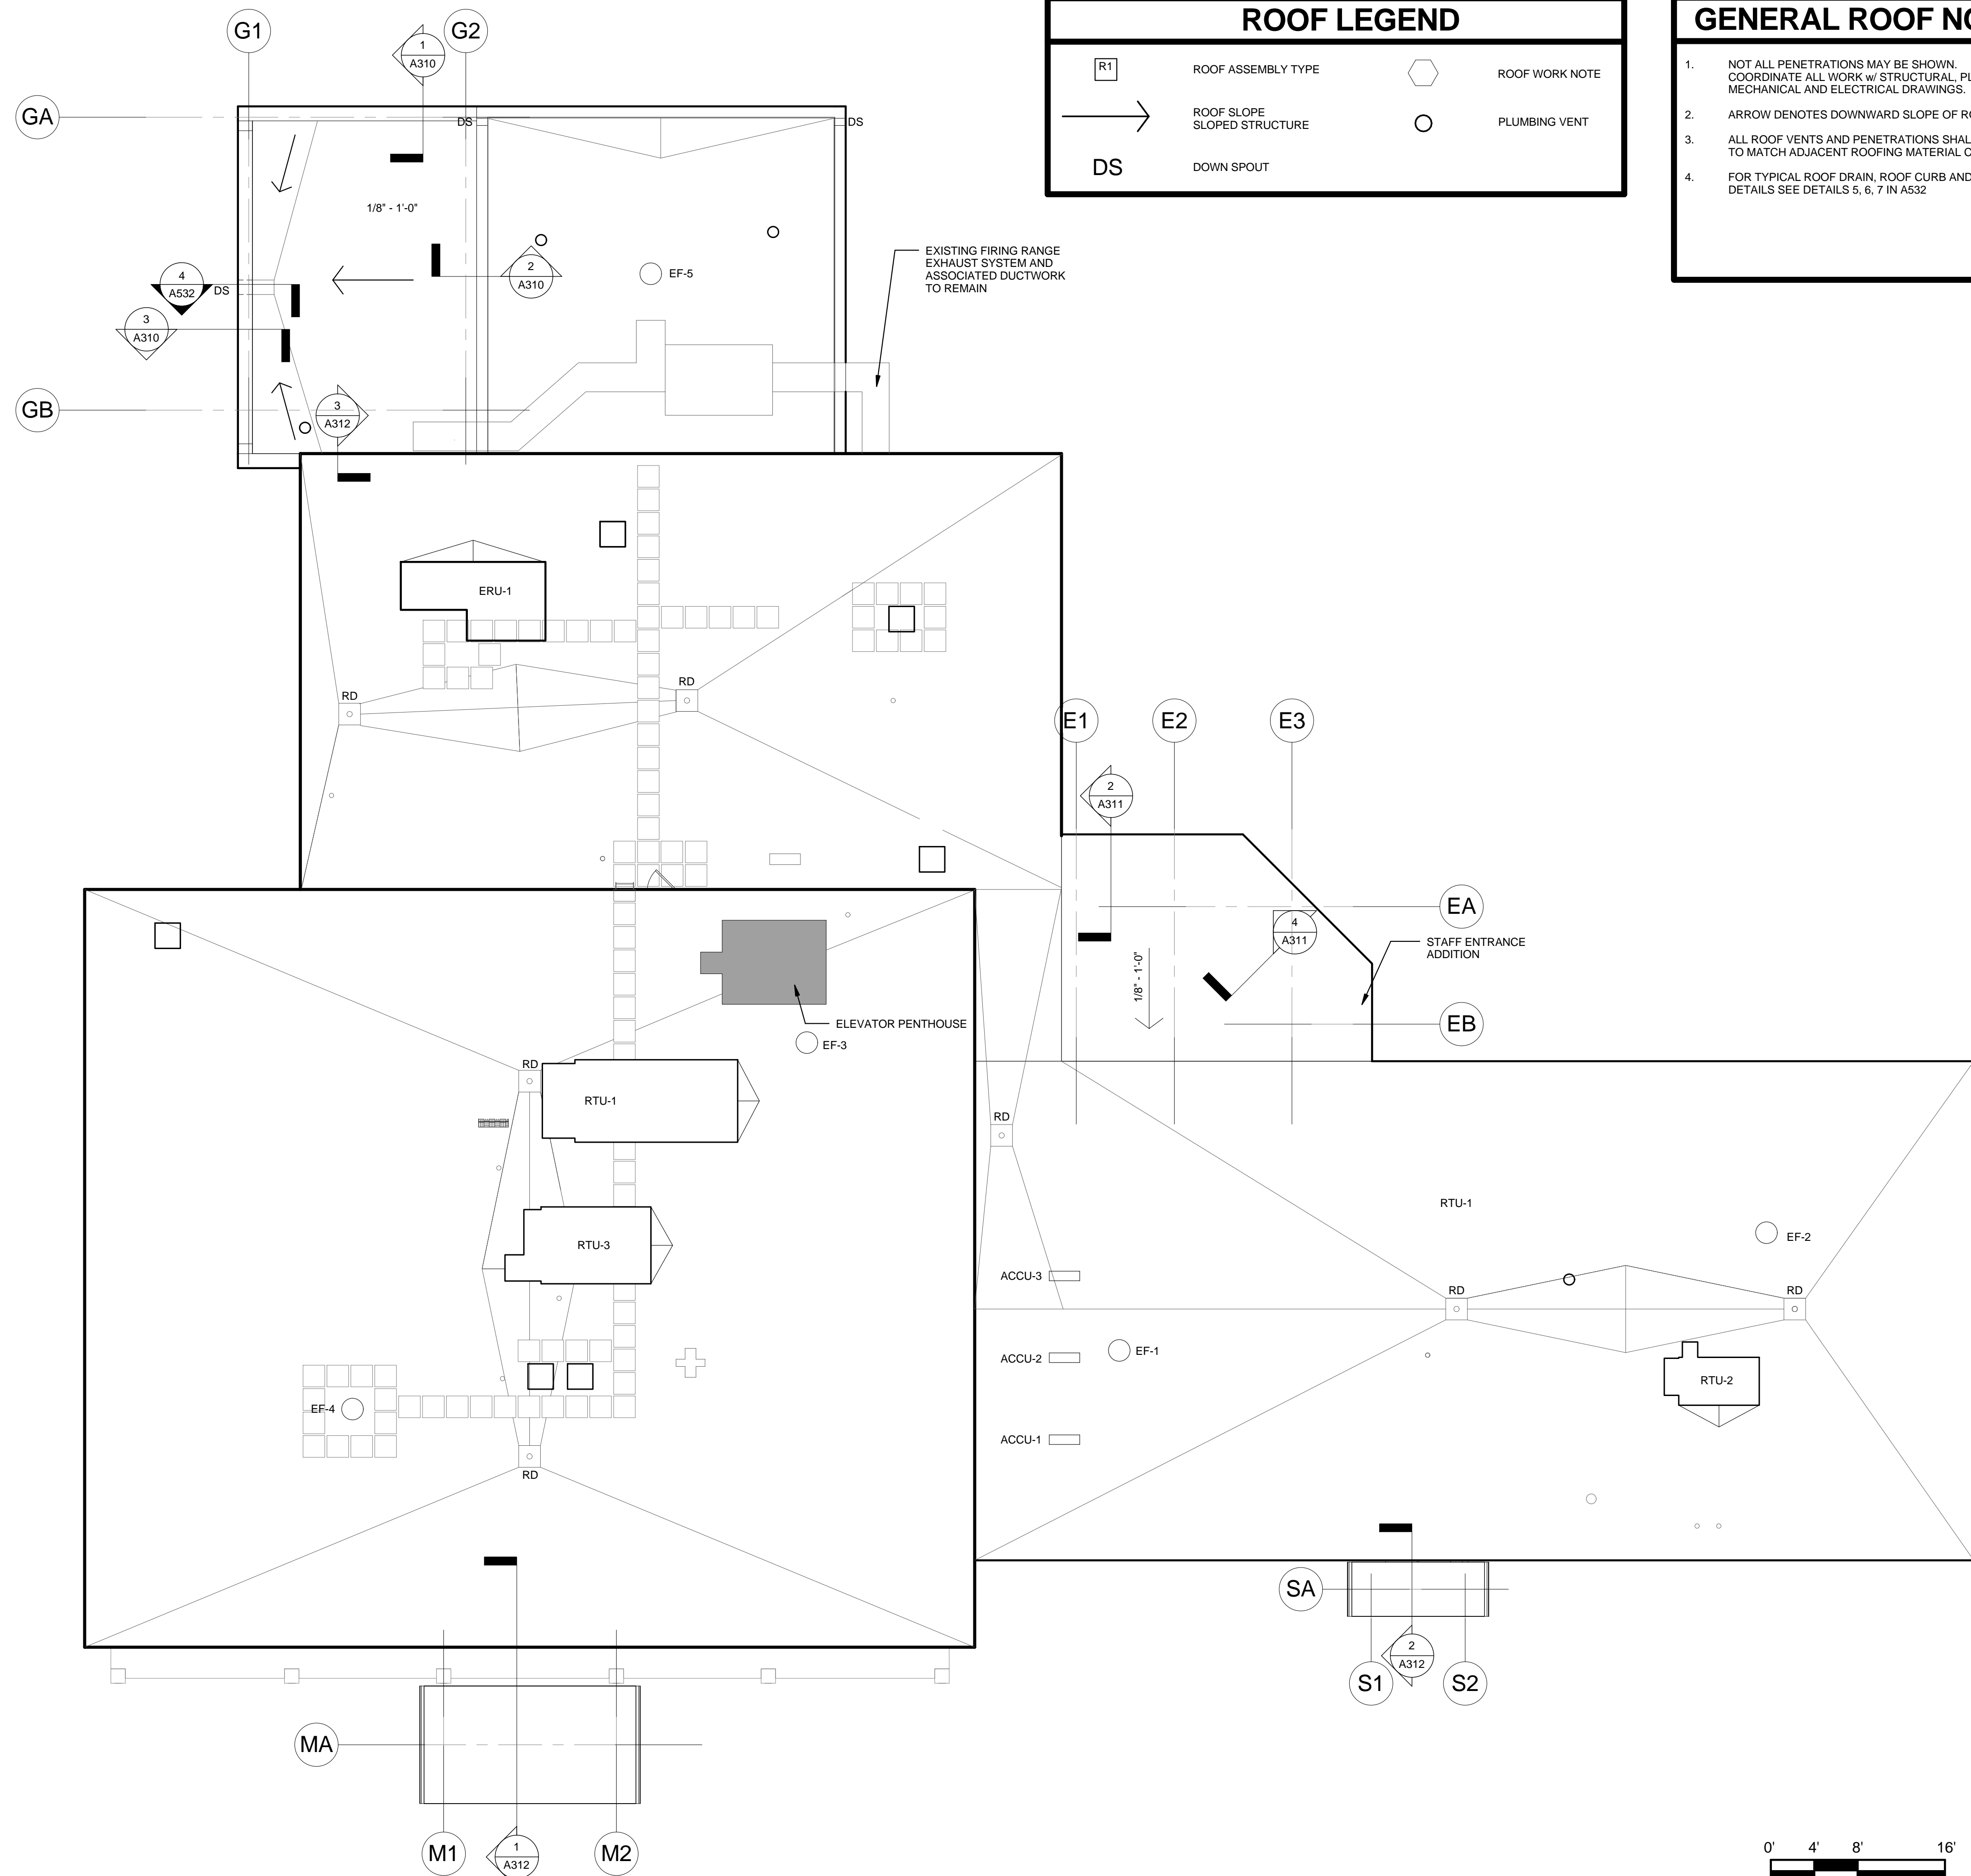 ROOF LEGEND
R1
ROOF ASSEMBLY TYPE
ROOF WORK NOTE
ROOF SLOPE
SLOPED STRUCTURE
PLUMBING VENT
DS
DOWN SPOUT
GENERAL ROOF NO
1. NOT ALL PENETRATIONS MAY BE SHOWN.
COORDINATE ALL WORK w/ STRUCTURAL, PL
MECHANICAL AND ELECTRICAL DRAWINGS.
2. ARROW DENOTES DOWNWARD SLOPE OF RO
3. ALL ROOF VENTS AND PENETRATIONS SHAL
TO MATCH ADJACENT ROOFING MATERIAL C
4. FOR TYPICAL ROOF DRAIN, ROOF CURB AND
DETAILS SEE DETAILS 5, 6, 7 IN A532
G1
G2
1
A310
GA
DS
DS
1/8" - 1'-0"
2
A310
EF-5
EXISTING FIRING RANGE
EXHAUST SYSTEM AND
ASSOCIATED DUCTWORK
TO REMAIN
4
A532
DS
3
A310
GB
3
A312
ERU-1
RD
RD
E1
E2
E3
2
A311
EA
4
A311
STAFF ENTRANCE
ADDITION
1/8" - 1'-0"
EB
ELEVATOR PENTHOUSE
EF-3
RD
RTU-1
RD
RTU-1
EF-2
RTU-3
ACCU-3
RD
RD
ACCU-2
EF-1
RTU-2
EF-4
ACCU-1
RD
SA
2
A312
S1
S2
MA
M1
1
A312
M2
0' 4' 8' 16'